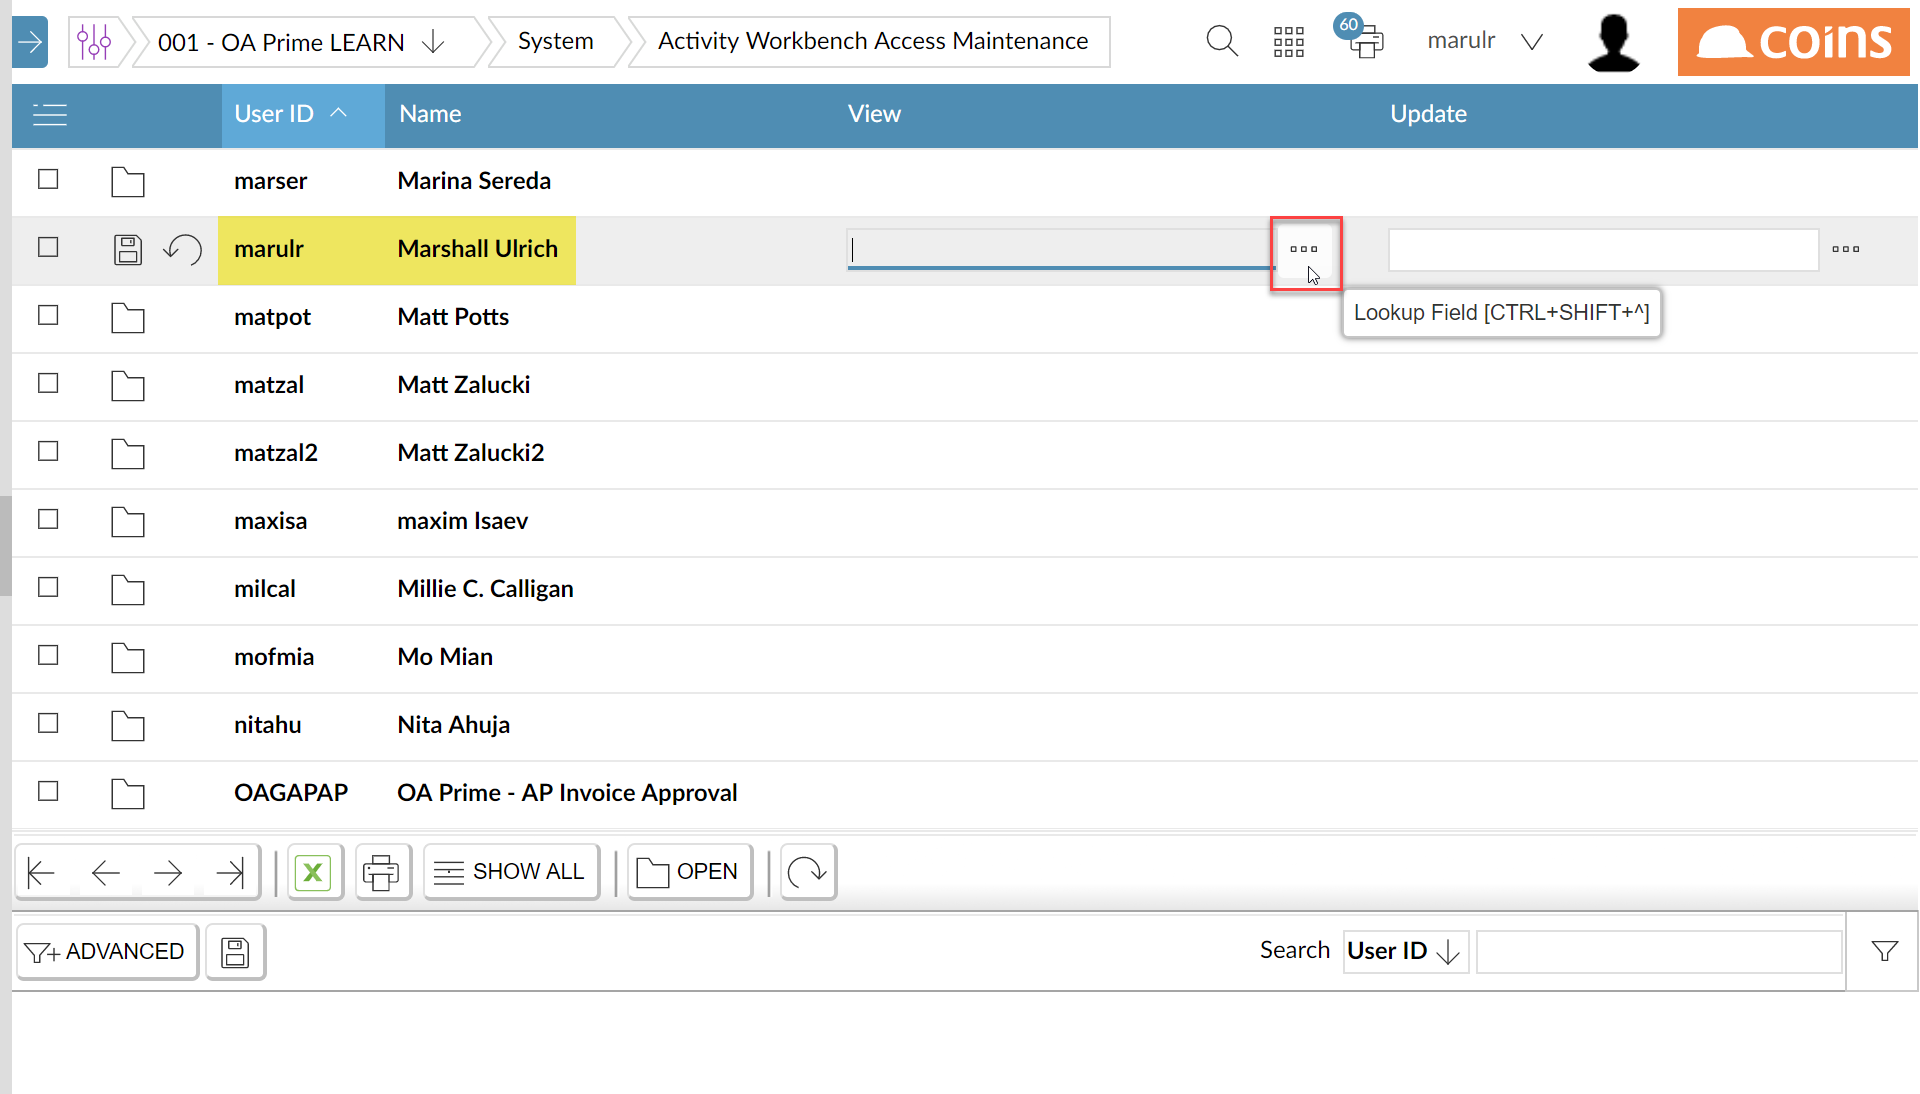 001 - OA Prime LEARN
System
Activity Workbench Access Maintenance
60
marulr
coins
User ID Name View Update
marser Marina Sereda
marulr Marshall Ulrich
Lookup Field [CTRL+SHIFT+^]
matpot Matt Potts
matzal Matt Zalucki
matzal2 Matt Zalucki2
maxisa maxim Isaev
milcal Millie C. Calligan
mofmia Mo Mian
nitahu Nita Ahuja
OAGAPAP OA Prime - AP Invoice Approval
X SHOW ALL OPEN
ADVANCED Search User ID